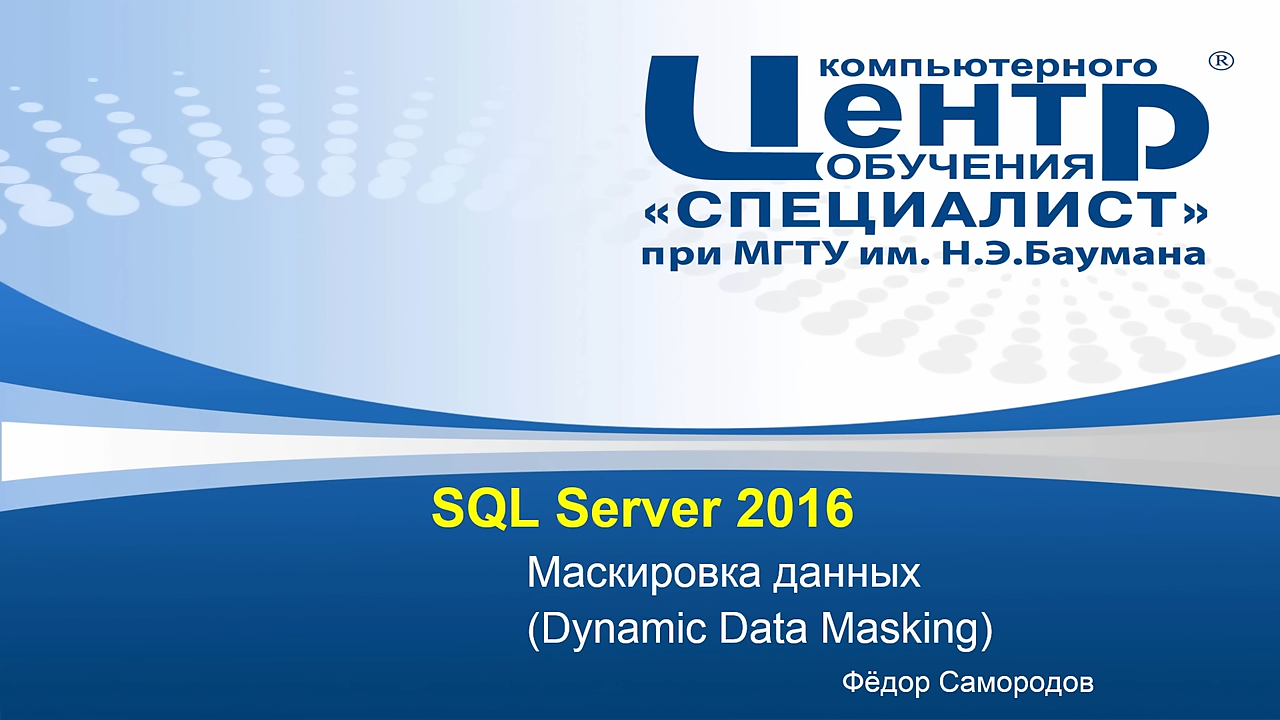 компьютерного ®
Центр
ОБУЧЕНИЯ
«СПЕЦИАЛИСТ»
при МГТУ им. Н.Э.Баумана
SQL Server 2016
Маскировка данных
(Dynamic Data Masking)
Фёдор Самородов